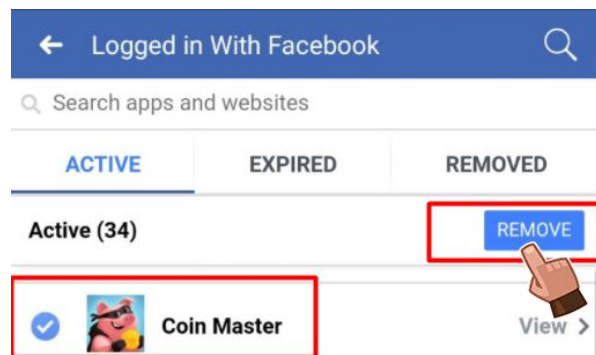 Logged in With Facebook
Search apps and websites
ACTIVE EXPIRED REMOVED
Active (34) REMOVE
Coin Master View